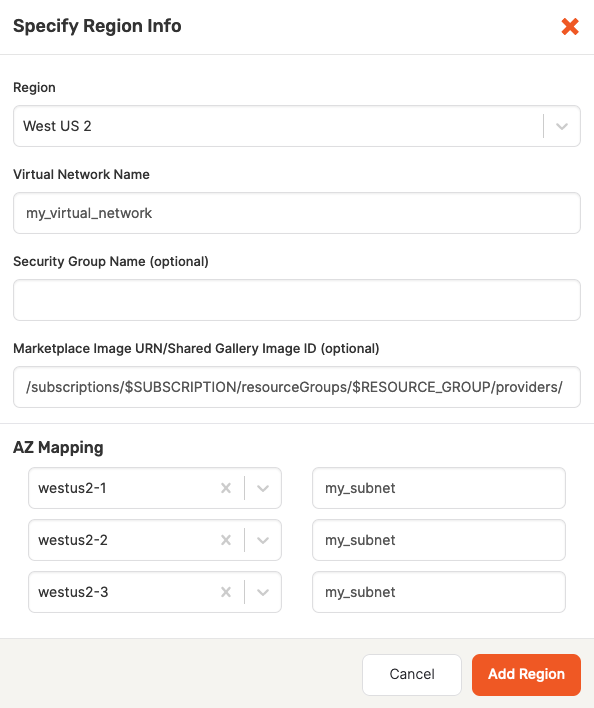 Specify Region Info
Region
West US 2
Virtual Network Name
my_virtual_network
Security Group Name (optional)
Marketplace Image URN/Shared Gallery Image ID (optional)
/subscriptions/$SUBSCRIPTION/resourceGroups/$RESOURCE_GROUP/providers/
AZ Mapping
westus2-1 my_subnet
westus2-2 my_subnet
westus2-3 my_subnet
Cancel Add Region